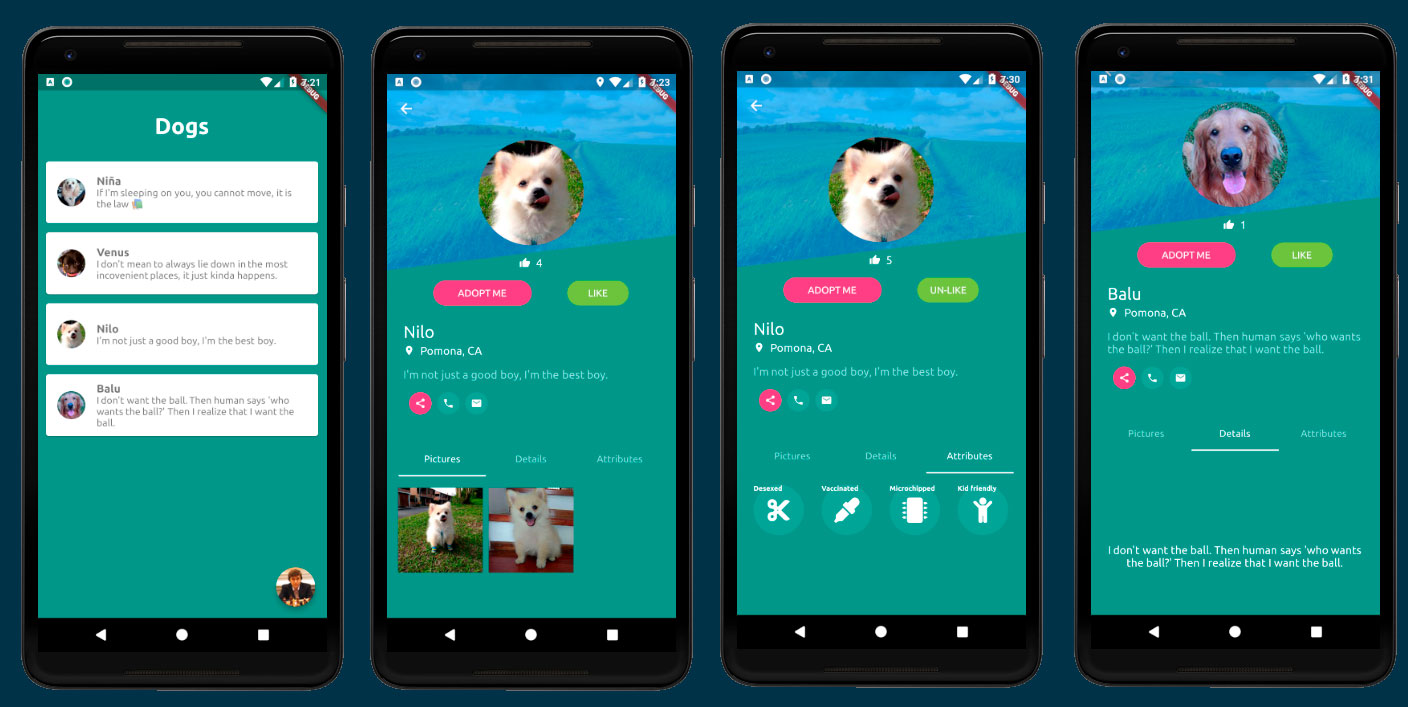 7:21
DEBUG
Dogs
Niña
If I'm sleeping on you, you cannot move, it is
the law
Venus
I don't mean to always lie down in the most
incovenient places, it just kinda happens.
Nilo
I'm not just a good boy, I'm the best boy.
Balu
I don't want the ball. Then human says 'who
wants the ball?' Then I realize that I want the
ball.
7:23
DEBUG
4
ADOPT ME
LIKE
Nilo
Pomona, CA
I'm not just a good boy, I'm the best boy.
Pictures
Details
Attributes
7:30
DEBUG
5
ADOPT ME
UN-LIKE
Nilo
Pomona, CA
I'm not just a good boy, I'm the best boy.
Pictures
Details
Attributes
Desexed
Vaccinated
Microchipped
Kid friendly
7:31
DEBUG
1
ADOPT ME
LIKE
Balu
Pomona, CA
I don't want the ball. Then human says 'who wants
the ball?' Then I realize that I want the ball.
Pictures
Details
Attributes
I don't want the ball. Then human says 'who wants
the ball?' Then I realize that I want the ball.